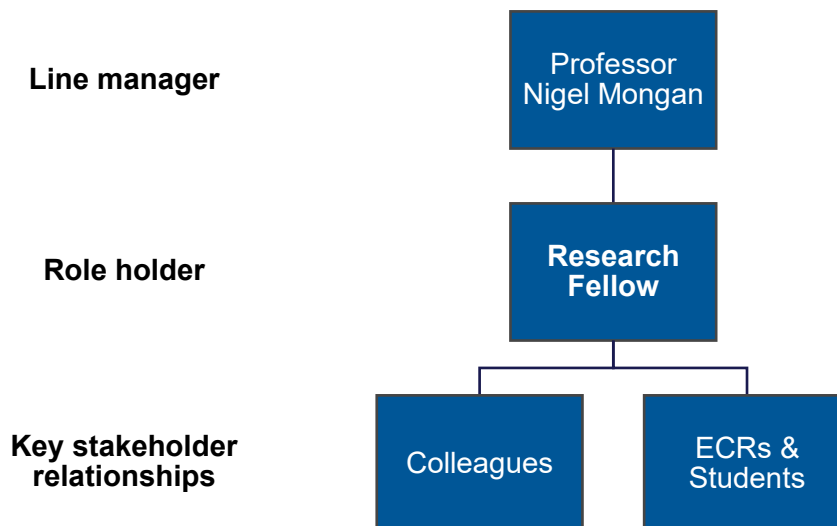 Line manager
Professor
Nigel Mongan
Role holder
Research
Fellow
Key stakeholder
relationships
Colleagues
ECRs &
Students